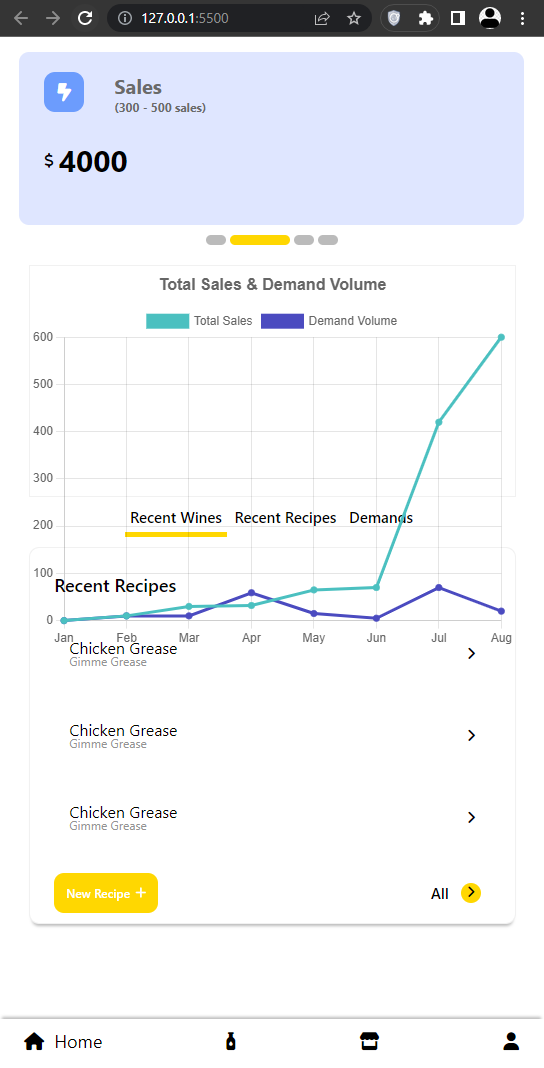 127.0.0.1:5500
Sales
(300 - 500 sales)
$ 4000
Total Sales & Demand Volume
Total Sales Demand Volume
600
500
400
300
200
Recent Wines Recent Recipes Demands
100
Recent Recipes
0
Jan Feb Mar Apr May Jun Jul Aug
Chicken Grease
Gimme Grease
Chicken Grease
Gimme Grease
Chicken Grease
Gimme Grease
New Recipe +
All
Home